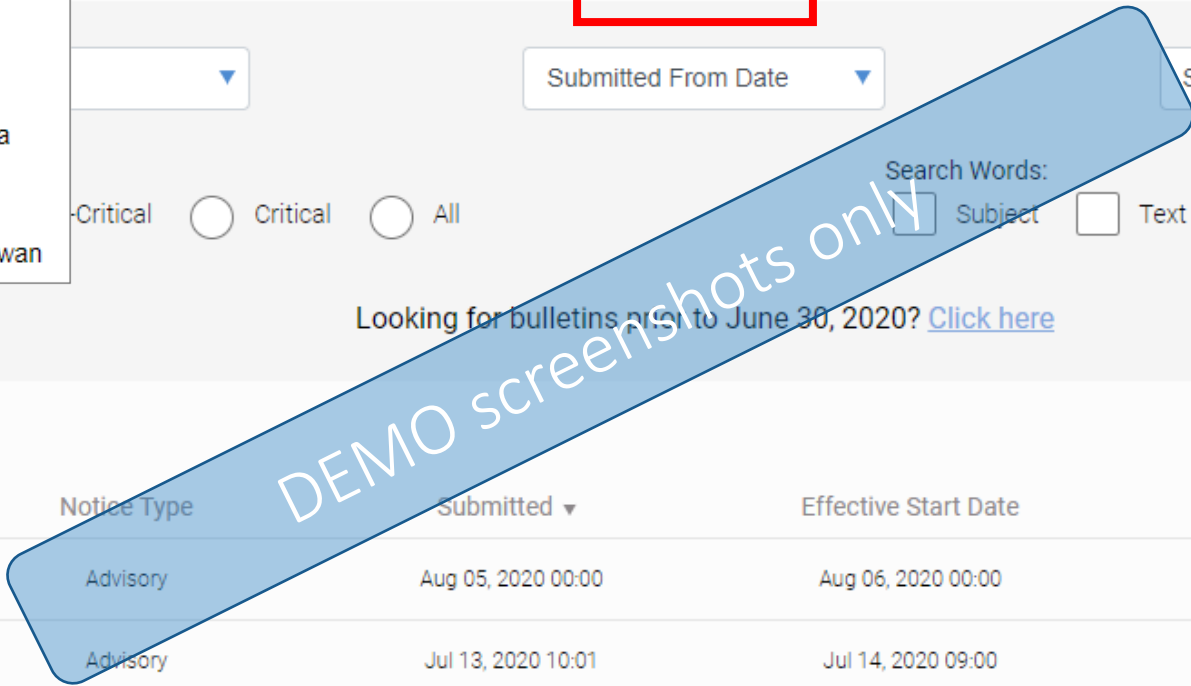 Submitted From Date
a
-Critical
Critical
All
Search Words:
Subject
Text
wan
Looking for bulletins prior to June 30, 2020? Click here
DEMO screenshots only
Notice Type
Submitted
Effective Start Date
Advisory
Aug 05, 2020 00:00
Aug 06, 2020 00:00
Advisory
Jul 13, 2020 10:01
Jul 14, 2020 09:00